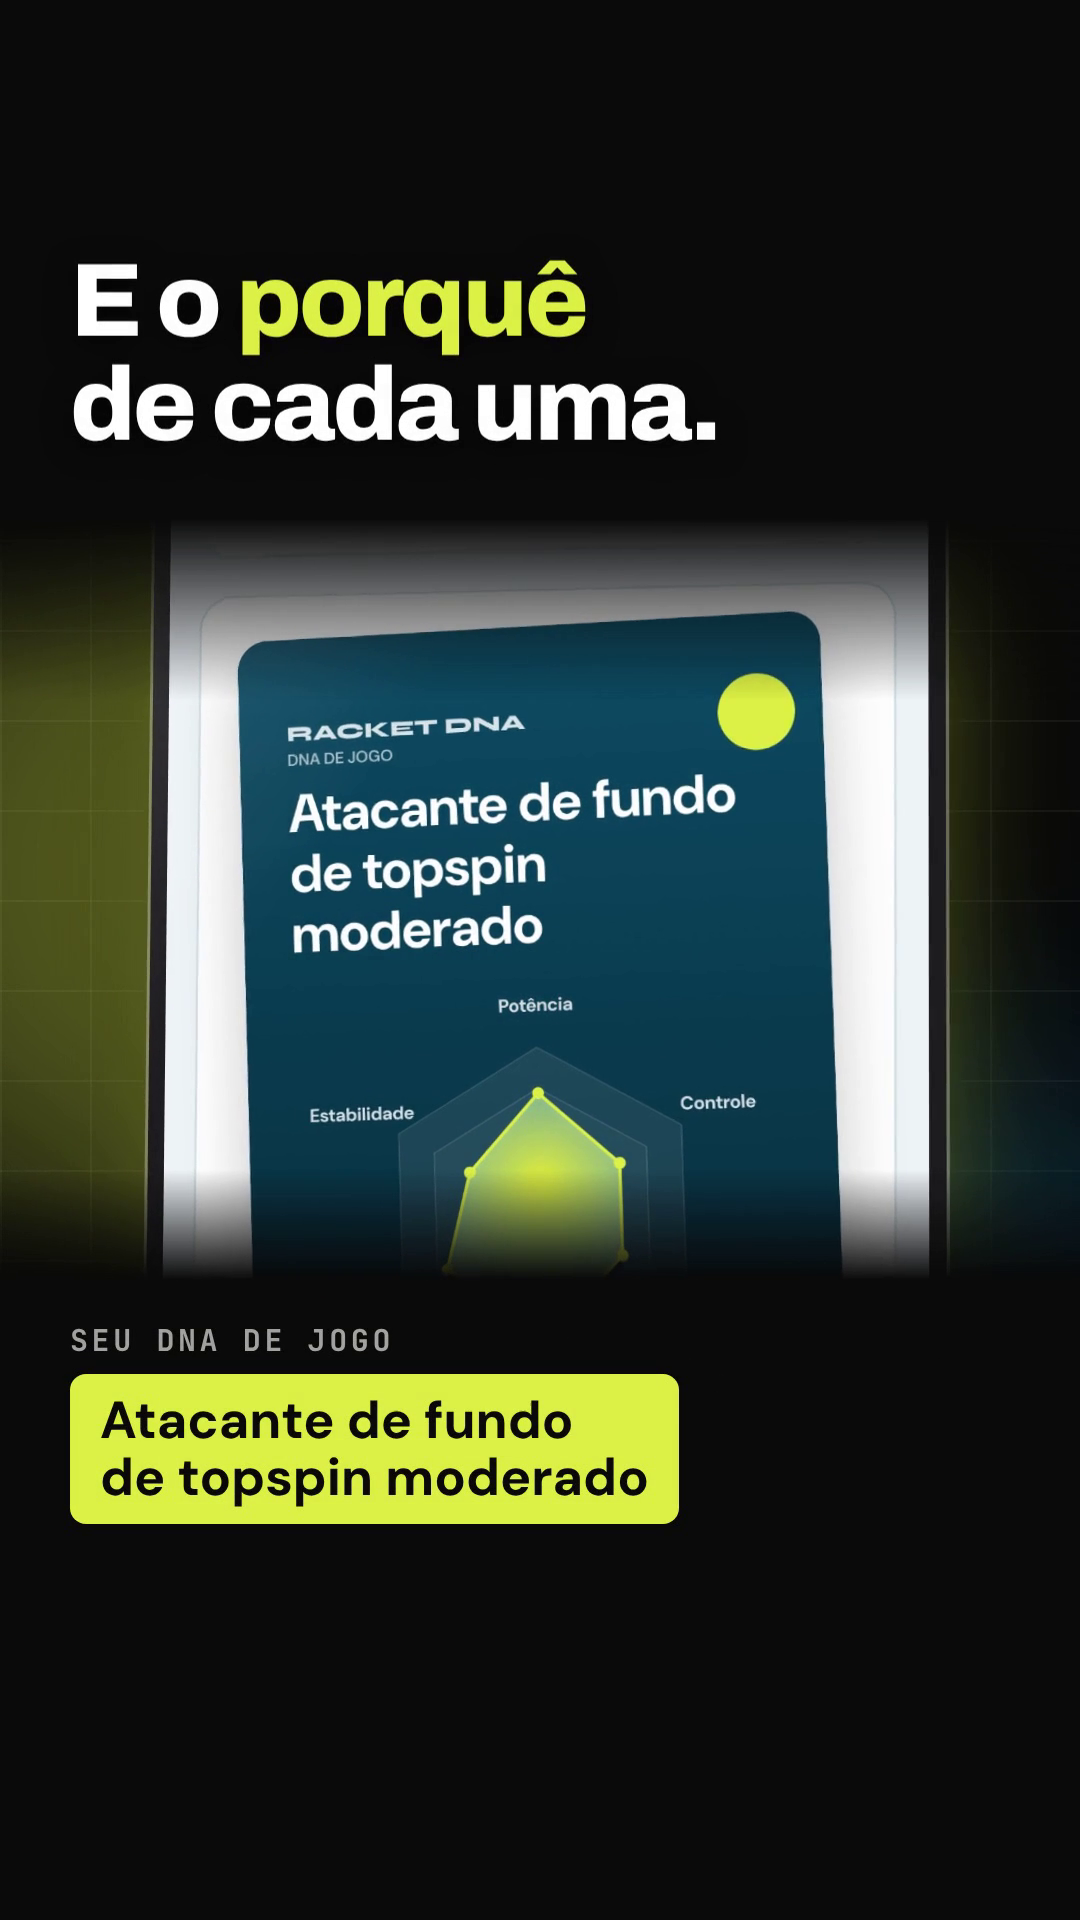 E o porquê
de cada uma.
RACKET DNA
DNA DE JOGO
Atacante de fundo
de topspin
moderado
Potência
Estabilidade
Controle
SEU DNA DE JOGO
Atacante de fundo
de topspin moderado